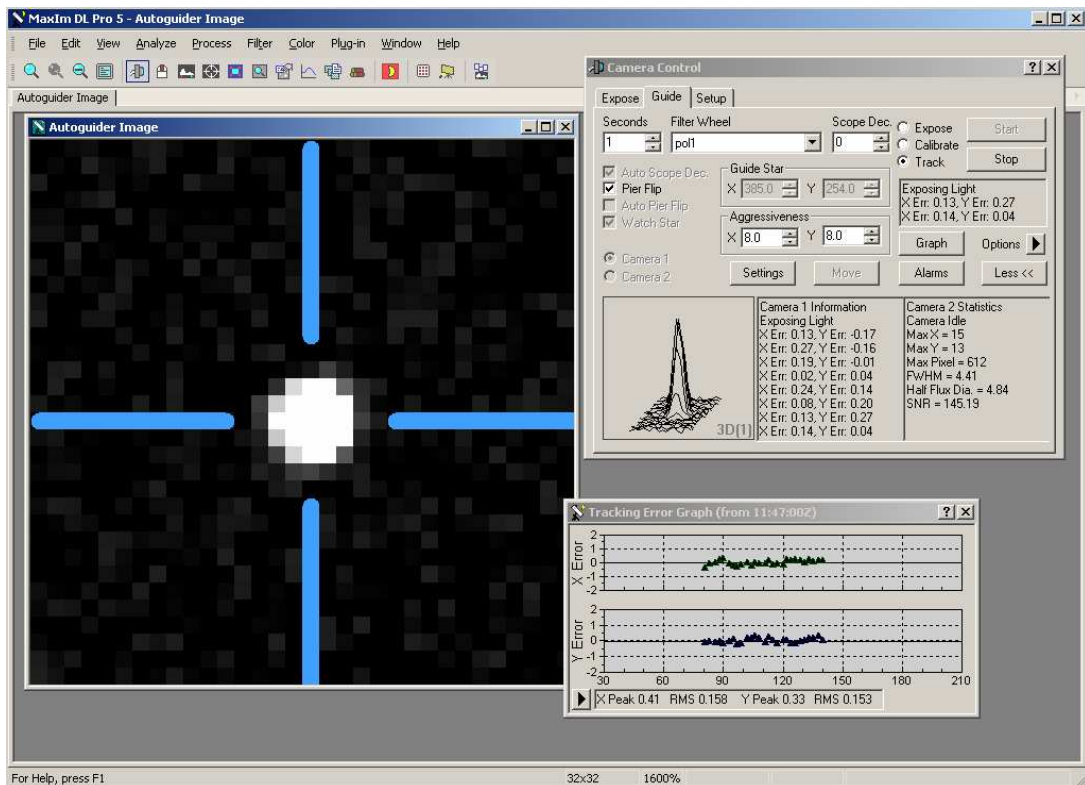 MaxIm DL Pro 5 - Autoguider Image
File Edit View Analyze Process Filter Color Plug-in Window Help
Autoguider Image
Autoguider Image
Camera Control
Expose Guide Setup
Seconds Filter Wheel Scope Dec.
1 pol1 0
Expose
Calibrate
Track
Start
Stop
Auto Scope Dec.
Pier Flip
Auto Pier Flip
Watch Star
Camera 1
Camera 2
Guide Star
X 385.0 Y 254.0
Aggressiveness
X 8.0 Y 8.0
Exposing Light
X Err: 0.13, Y Err: 0.27
X Err: 0.14, Y Err: 0.04
Graph Options
Settings Move Alarms Less <<
3D(1)
Camera 1 Information
Exposing Light
X Err: 0.13, Y Err: -0.17
X Err: 0.27, Y Err: -0.16
X Err: 0.19, Y Err: -0.01
X Err: 0.02, Y Err: 0.04
X Err: 0.24, Y Err: 0.14
X Err: 0.08, Y Err: 0.20
X Err: 0.13, Y Err: 0.27
X Err: 0.14, Y Err: 0.04
Camera 2 Statistics
Camera Idle
Max X = 15
Max Y = 13
Max Pixel = 612
FWHM = 4.41
Half Flux Dia. = 4.84
SNR = 145.19
Tracking Error Graph (from 11:47:00Z)
X Error
2
1
0
-1
-2
Y Error
2
1
0
-1
-2
30 60 90 120 150 180 210
X Peak 0.41 RMS 0.158 Y Peak 0.33 RMS 0.153
For Help, press F1 32x32 1600%